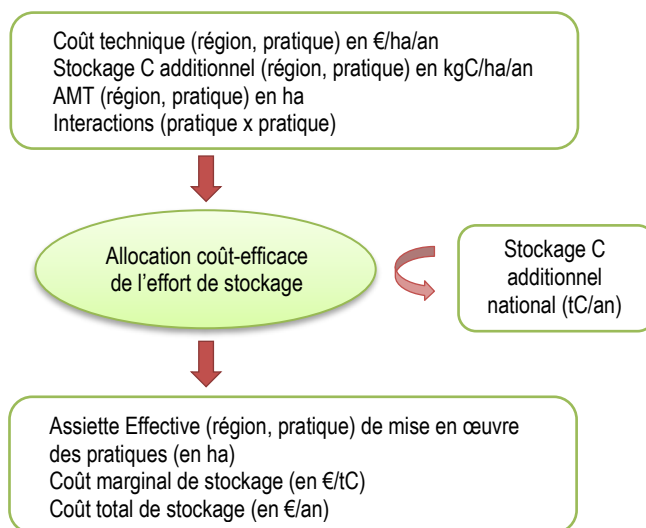 Coût technique (région, pratique) en €/ha/an
Stockage C additionnel (région, pratique) en kgC/ha/an
AMT (région, pratique) en ha
Interactions (pratique x pratique)
Allocation coût-efficace
de l'effort de stockage
Stockage C
additionnel
national (tC/an)
Assiette Effective (région, pratique) de mise en œuvre
des pratiques (en ha)
Coût marginal de stockage (en €/tC)
Coût total de stockage (en €/an)